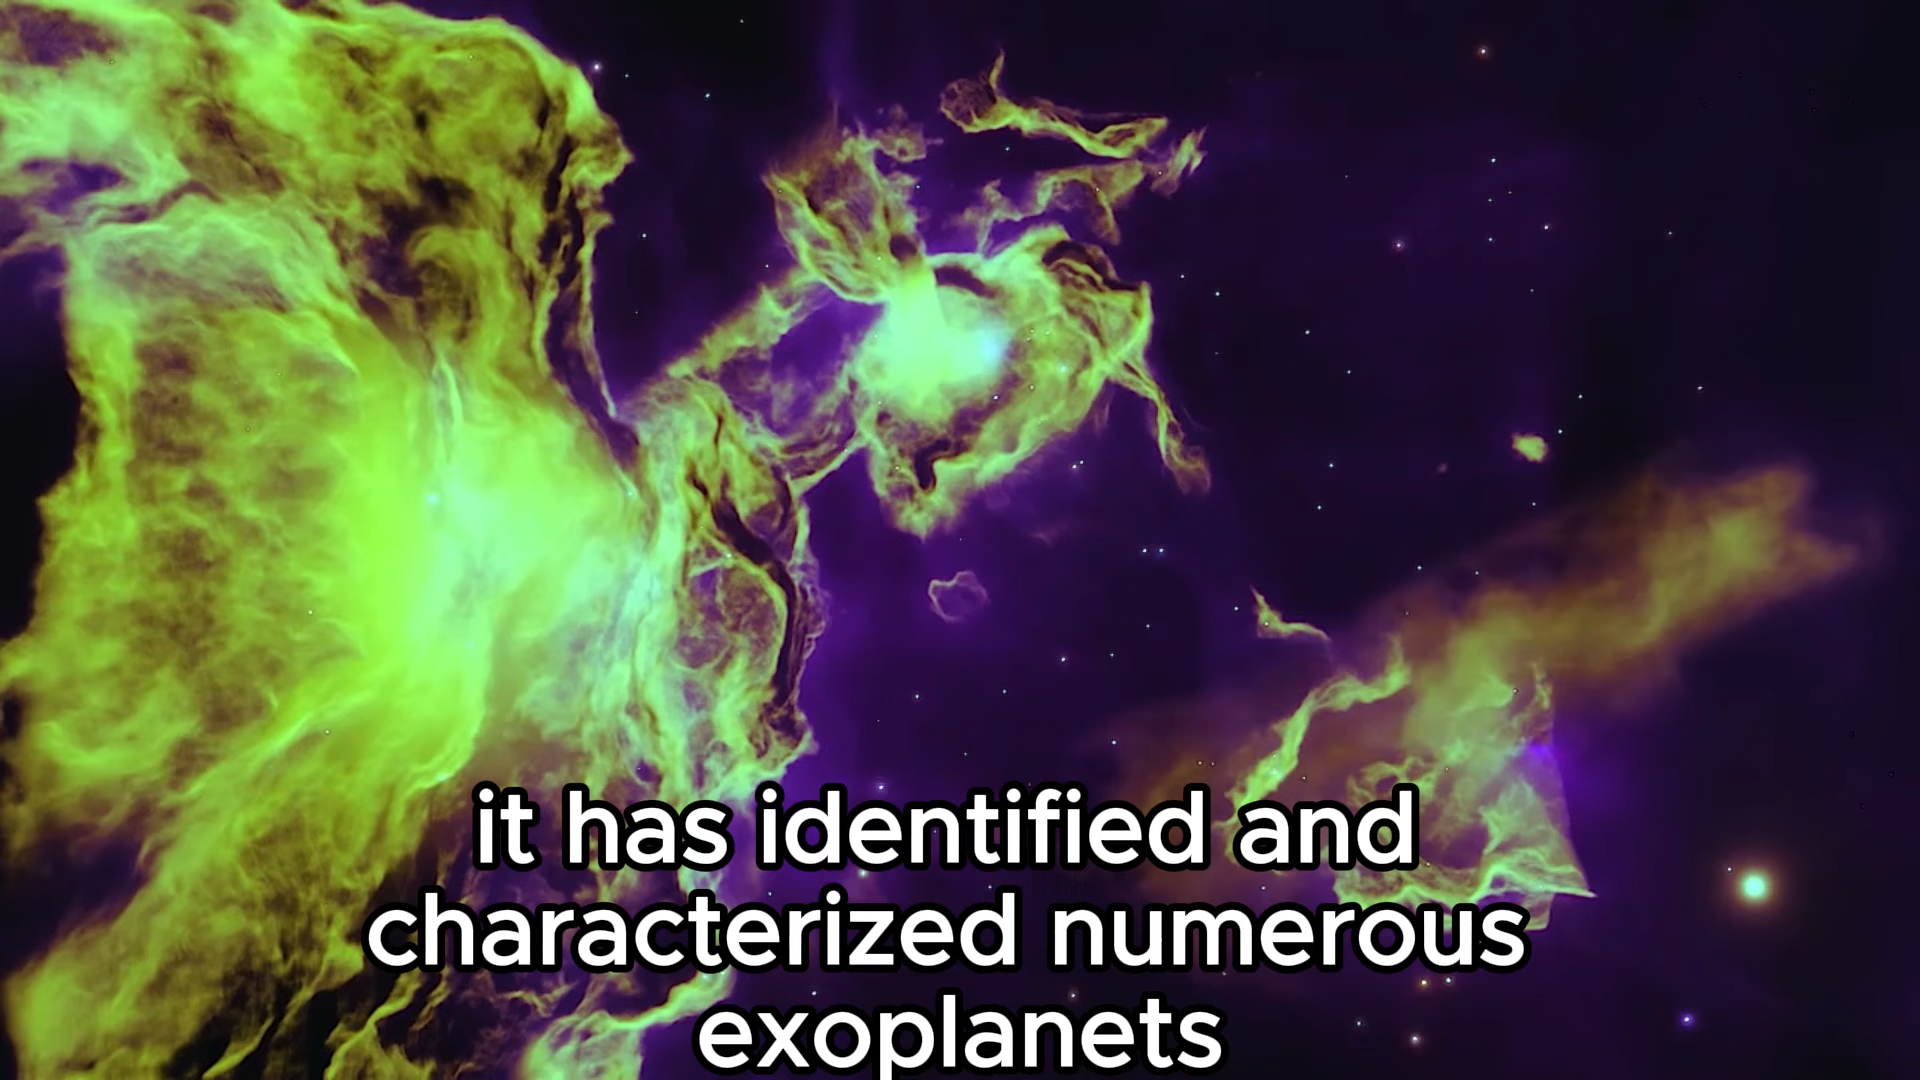 it has identified and
characterized numerous
exoplanets